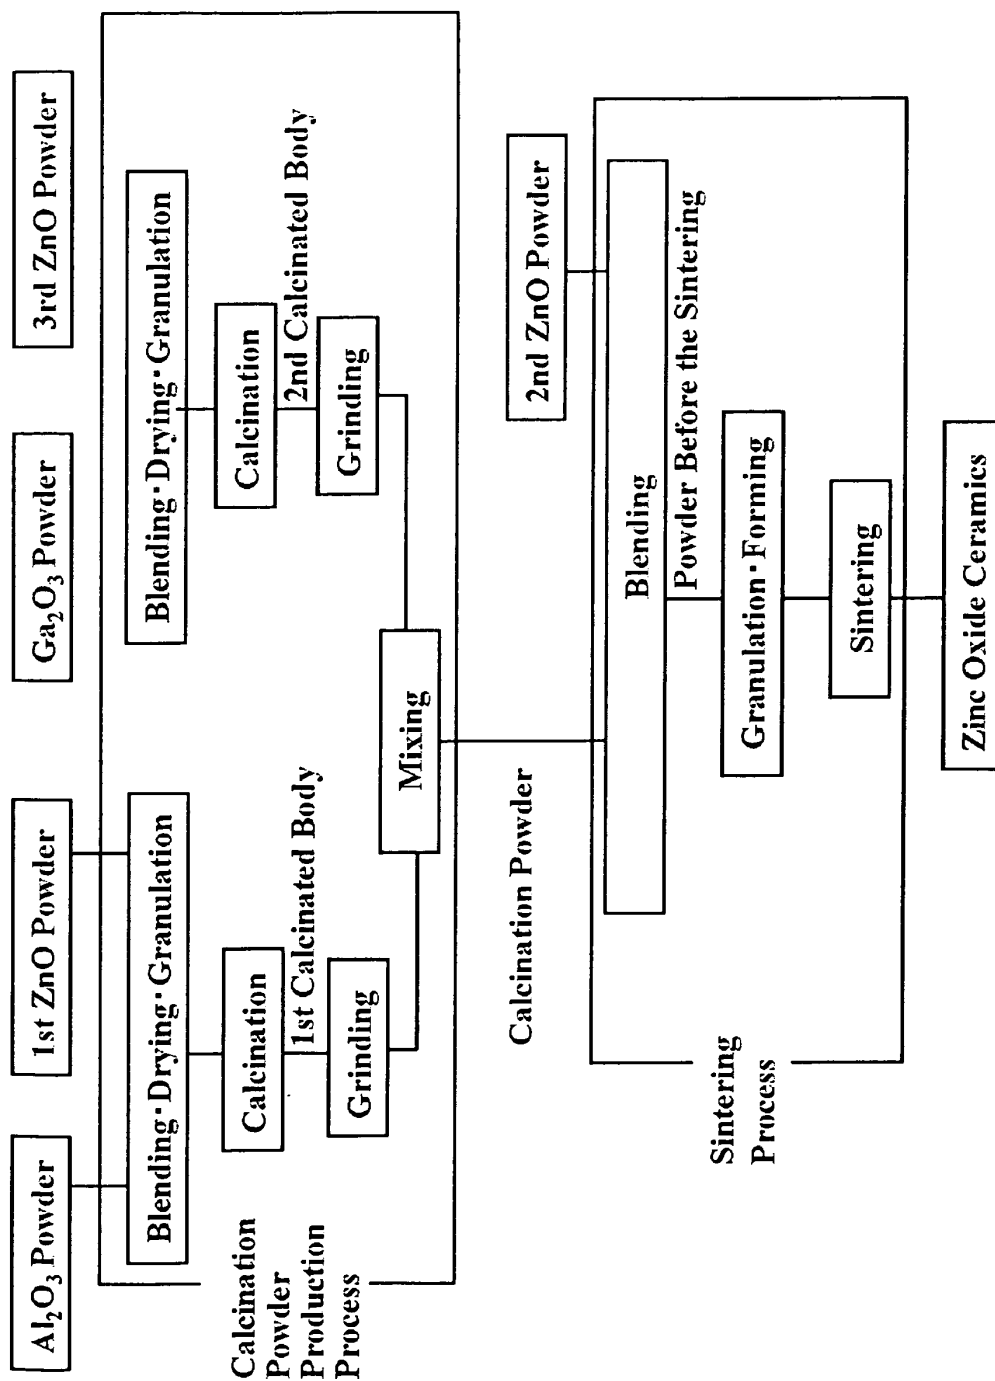 Al₂O₃ Powder
1st ZnO Powder
Ga₂O₃ Powder
3rd ZnO Powder
Calcination
Powder
Production
Process
Blending･Drying･Granulation
Calcination
1st Calcinated Body
Grinding
Blending･Drying･Granulation
Calcination
2nd Calcinated Body
Grinding
Mixing
Calcination Powder
2nd ZnO Powder
Sintering
Process
Blending
Powder Before the Sintering
Granulation･Forming
Sintering
Zinc Oxide Ceramics